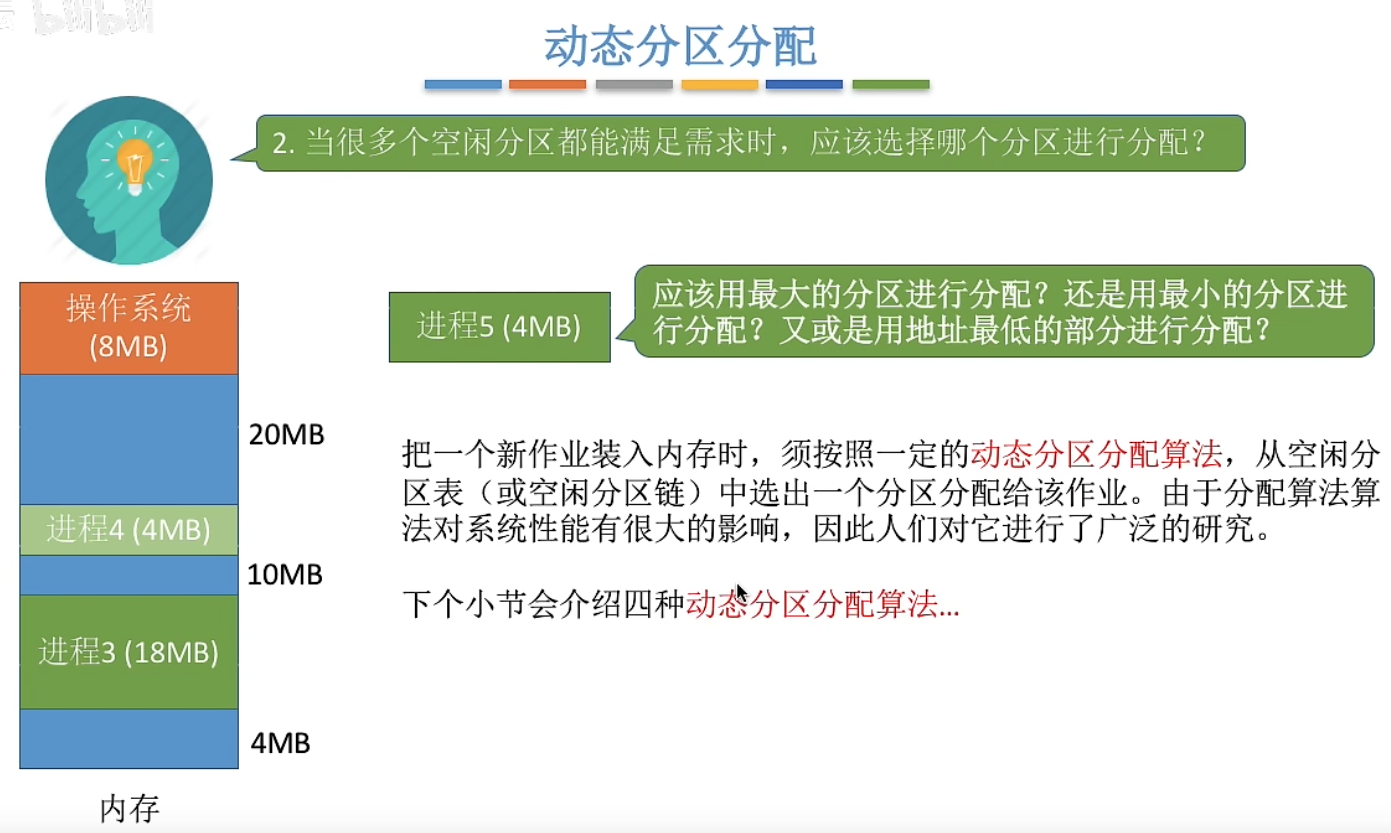 bilibili
动态分区分配
2. 当很多个空闲分区都能满足需求时，应该选择哪个分区进行分配？
操作系统
(8MB)
20MB
进程4 (4MB)
10MB
进程3 (18MB)
4MB
内存
进程5 (4MB)
应该用最大的分区进行分配？还是用最小的分区进
行分配？又或是用地址最低的部分进行分配？
把一个新作业装入内存时，须按照一定的动态分区分配算法，从空闲分
区表（或空闲分区链）中选出一个分区分配给该作业。由于分配算法算
法对系统性能有很大的影响，因此人们对它进行了广泛的研究。
下个小节会介绍四种动态分区分配算法...